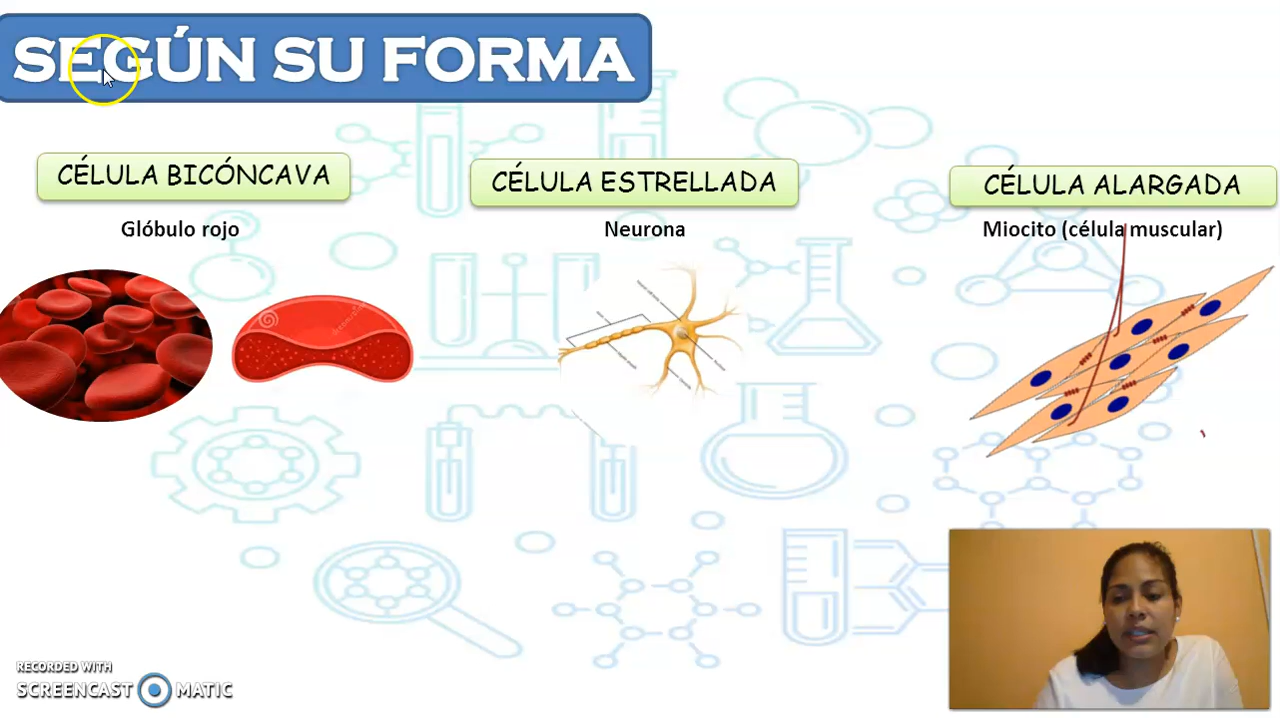 SEGÚN SU FORMA
CÉLULA BICÓNCAVA
Glóbulo rojo
CÉLULA ESTRELLADA
Neurona
CÉLULA ALARGADA
Miocito (célula muscular)
RECORDED WITH
SCREENCAST MATIC